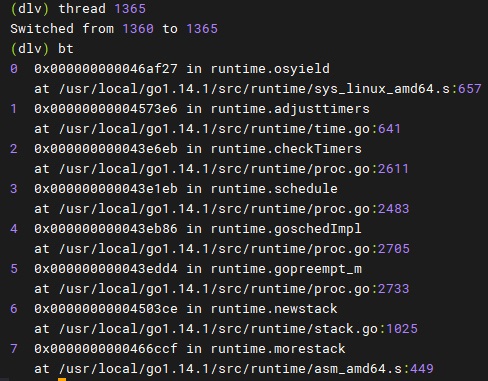 (dlv) thread 1365
Switched from 1360 to 1365
(dlv) bt
0 0x000000000046af27 in runtime.osyield
at /usr/local/go1.14.1/src/runtime/sys_linux_amd64.s:657
1 0x00000000004573e6 in runtime.adjusttimers
at /usr/local/go1.14.1/src/runtime/time.go:641
2 0x000000000043e6eb in runtime.checkTimers
at /usr/local/go1.14.1/src/runtime/proc.go:2611
3 0x000000000043e1eb in runtime.schedule
at /usr/local/go1.14.1/src/runtime/proc.go:2483
4 0x000000000043eb86 in runtime.goschedImpl
at /usr/local/go1.14.1/src/runtime/proc.go:2705
5 0x000000000043edd4 in runtime.gopreempt_m
at /usr/local/go1.14.1/src/runtime/proc.go:2733
6 0x00000000004503ce in runtime.newstack
at /usr/local/go1.14.1/src/runtime/stack.go:1025
7 0x0000000000466ccf in runtime.morestack
at /usr/local/go1.14.1/src/runtime/asm_amd64.s:449